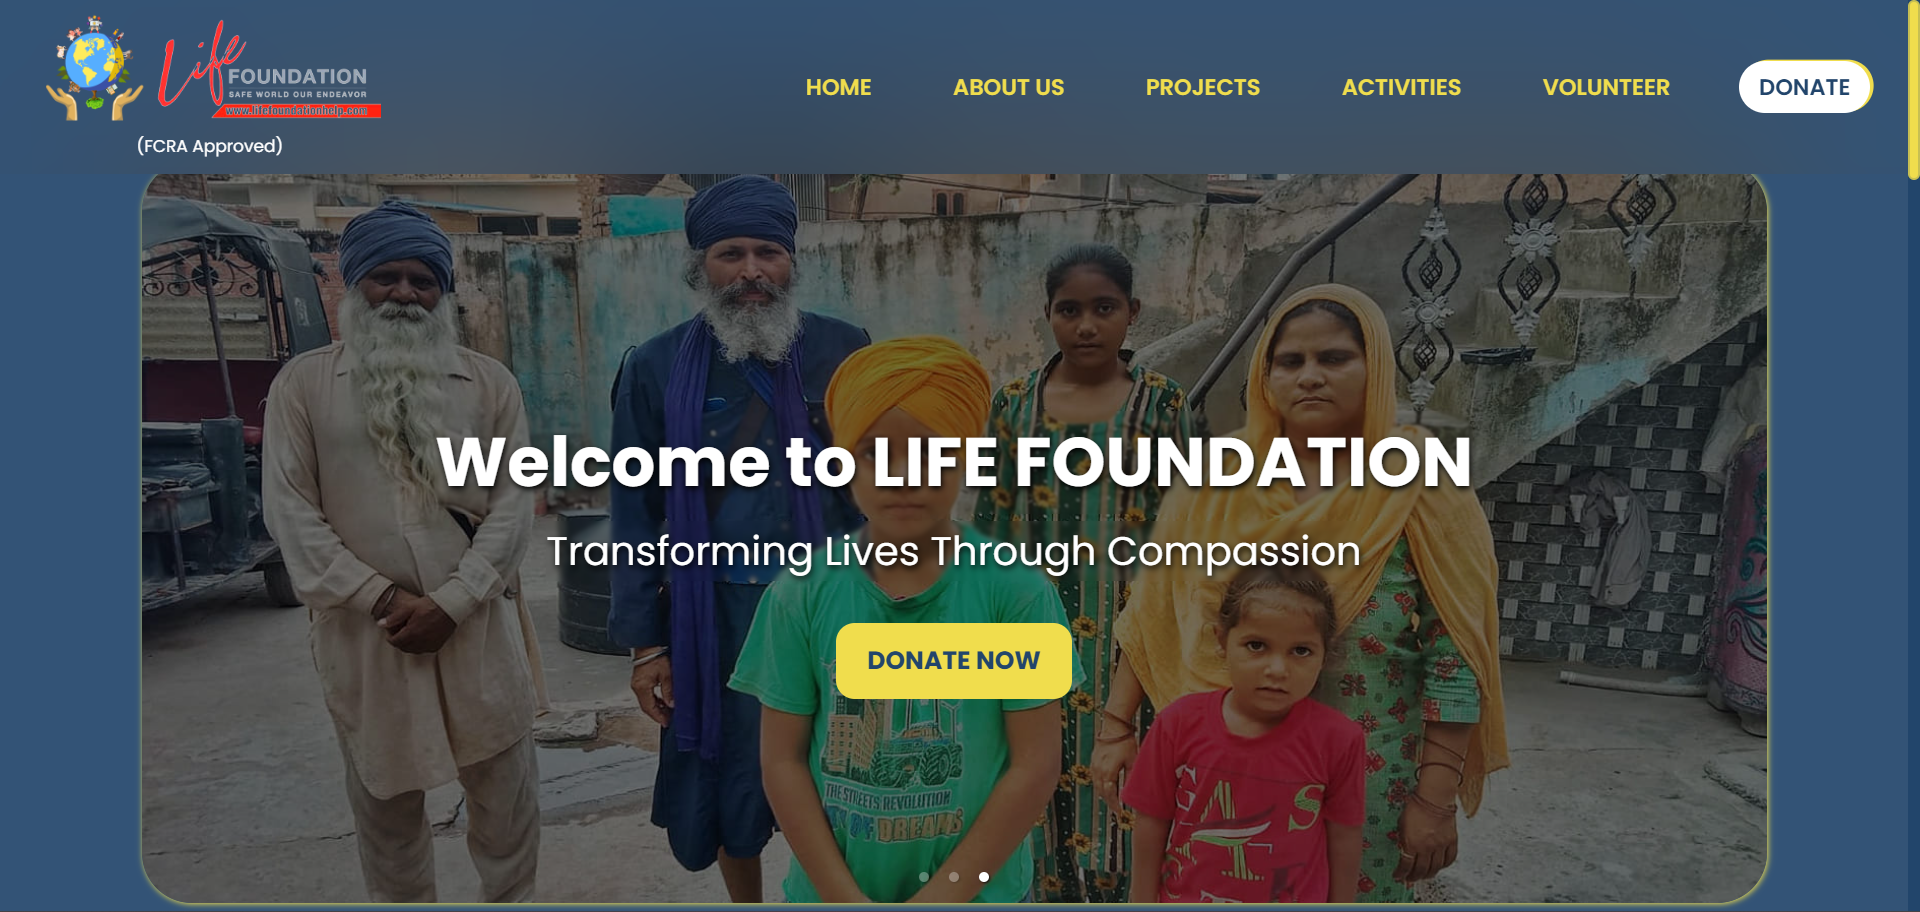 Life
FOUNDATION
SAFE WORLD OUR ENDEAVOR
www.lifefoundationhelp.com
(FCRA Approved)
HOME
ABOUT US
PROJECTS
ACTIVITIES
VOLUNTEER
DONATE
Welcome to LIFE FOUNDATION
Transforming Lives Through Compassion
DONATE NOW
THE STREETS REVOLUTION
OF DREAMS